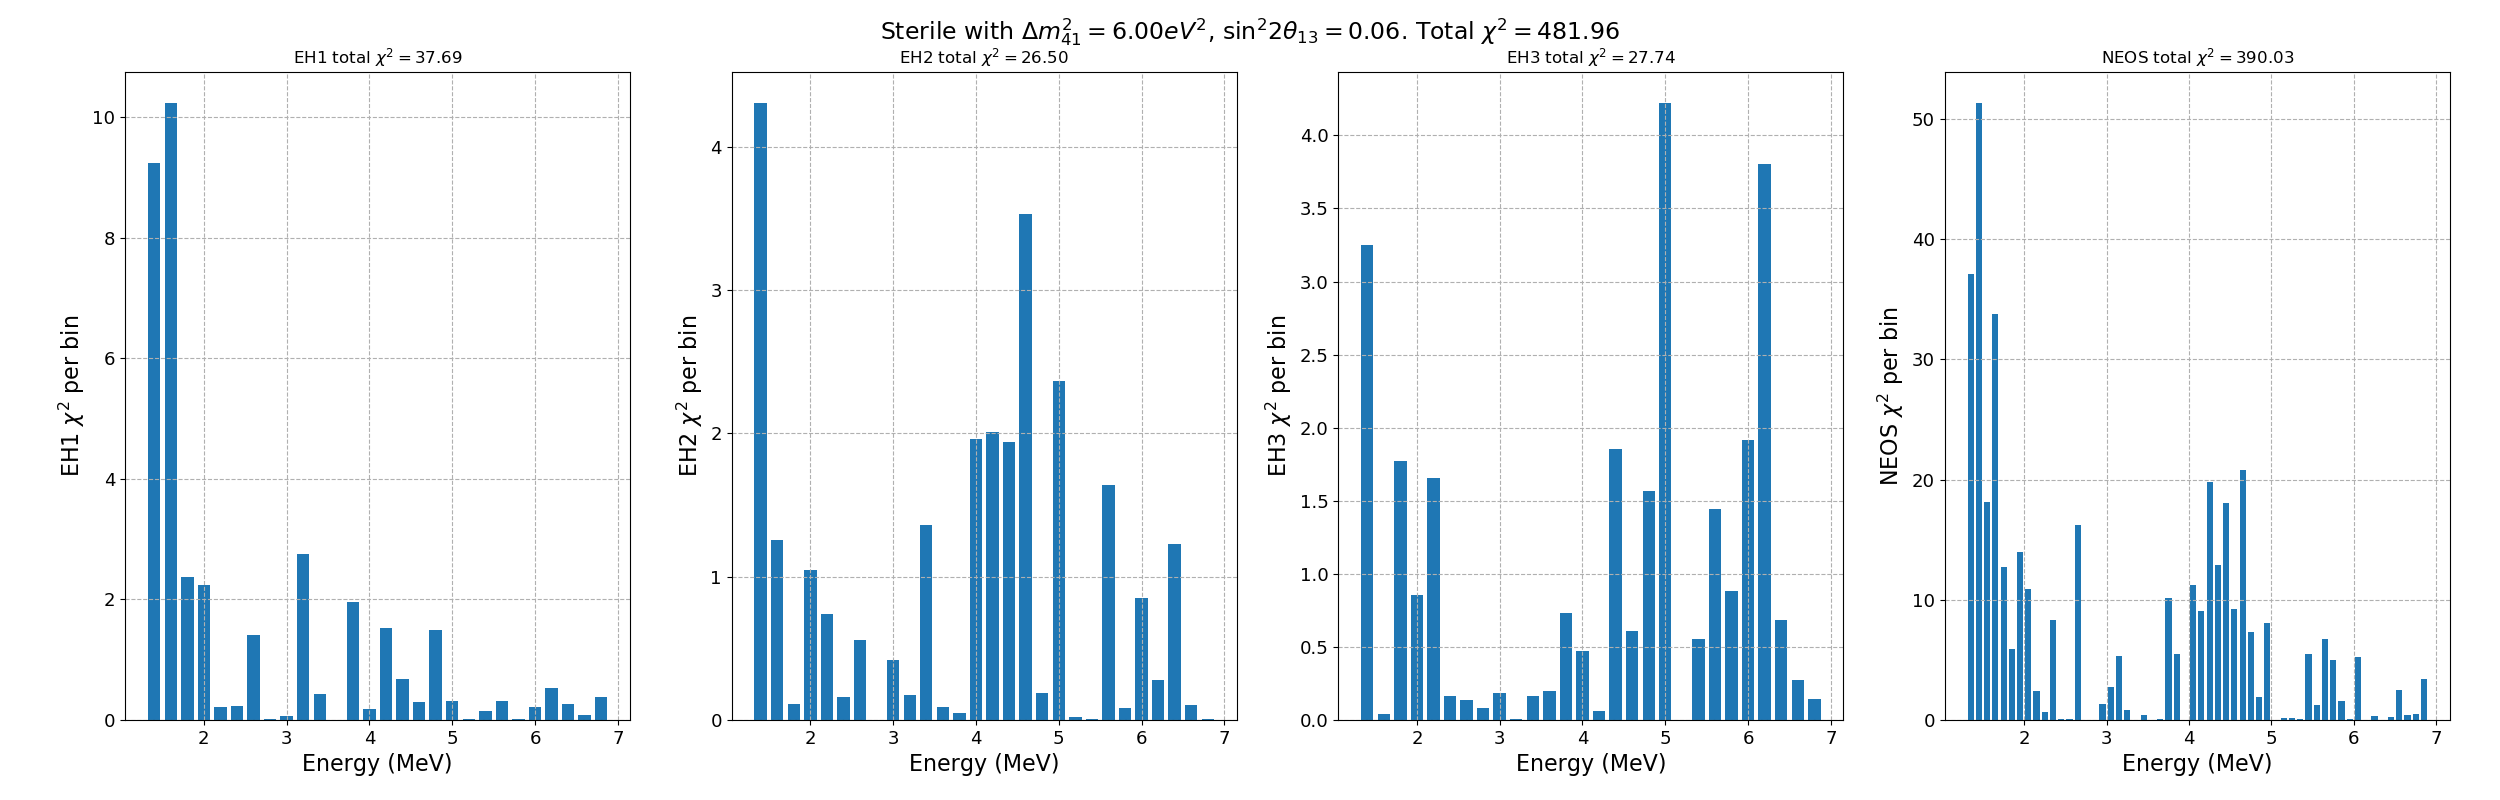 Sterile with Δm²₄₁ = 6.00eV², sin²2θ₁₃ = 0.06. Total χ² = 481.96
EH1 total χ² = 37.69
EH2 total χ² = 26.50
EH3 total χ² = 27.74
NEOS total χ² = 390.03
EH1 χ² per bin
10
8
6
4
2
0
2 3 4 5 6 7
Energy (MeV)
EH2 χ² per bin
4
3
2
1
0
2 3 4 5 6 7
Energy (MeV)
EH3 χ² per bin
4.0
3.5
3.0
2.5
2.0
1.5
1.0
0.5
0.0
2 3 4 5 6 7
Energy (MeV)
NEOS χ² per bin
50
40
30
20
10
0
2 3 4 5 6 7
Energy (MeV)